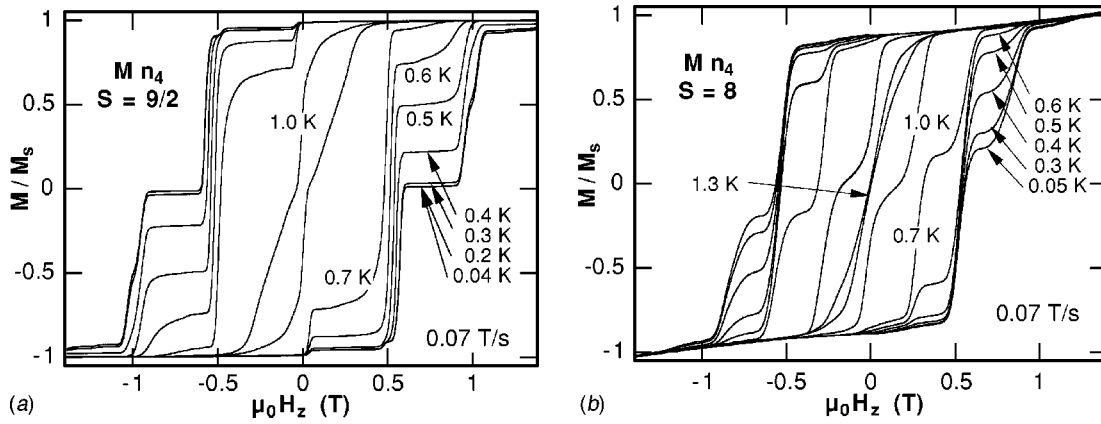 1
0.5
0
-0.5
-1
M / Mₛ
M n₄
S = 9/2
1.0 K
0.7 K
0.6 K
0.5 K
0.4 K
0.3 K
0.2 K
0.04 K
0.07 T/s
-1 -0.5 0 0.5 1
(a)
μ₀H_z (T)
1
0.5
0
-0.5
-1
M / Mₛ
M n₄
S = 8
1.3 K
1.0 K
0.7 K
0.6 K
0.5 K
0.4 K
0.3 K
0.05 K
0.07 T/s
-1 -0.5 0 0.5 1
(b)
μ₀H_z (T)